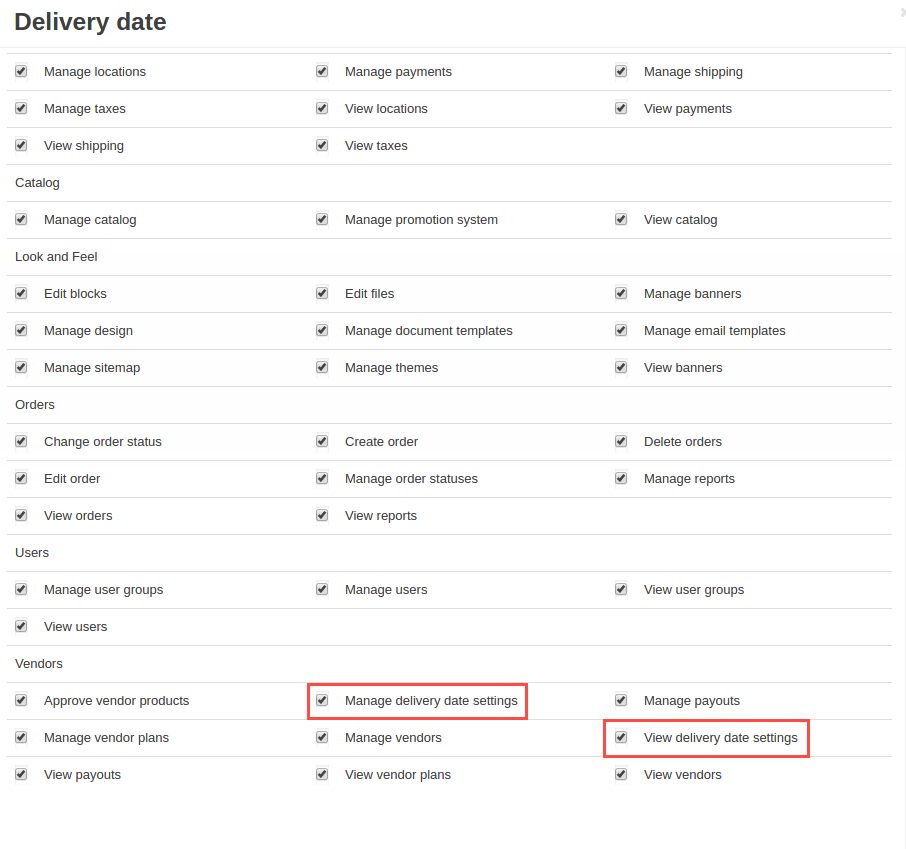 Delivery date
Manage locations Manage payments Manage shipping
Manage taxes View locations View payments
View shipping View taxes
Catalog
Manage catalog Manage promotion system View catalog
Look and Feel
Edit blocks Edit files Manage banners
Manage design Manage document templates Manage email templates
Manage sitemap Manage themes View banners
Orders
Change order status Create order Delete orders
Edit order Manage order statuses Manage reports
View orders View reports
Users
Manage user groups Manage users View user groups
View users
Vendors
Approve vendor products Manage delivery date settings Manage payouts
Manage vendor plans Manage vendors View delivery date settings
View payouts View vendor plans View vendors